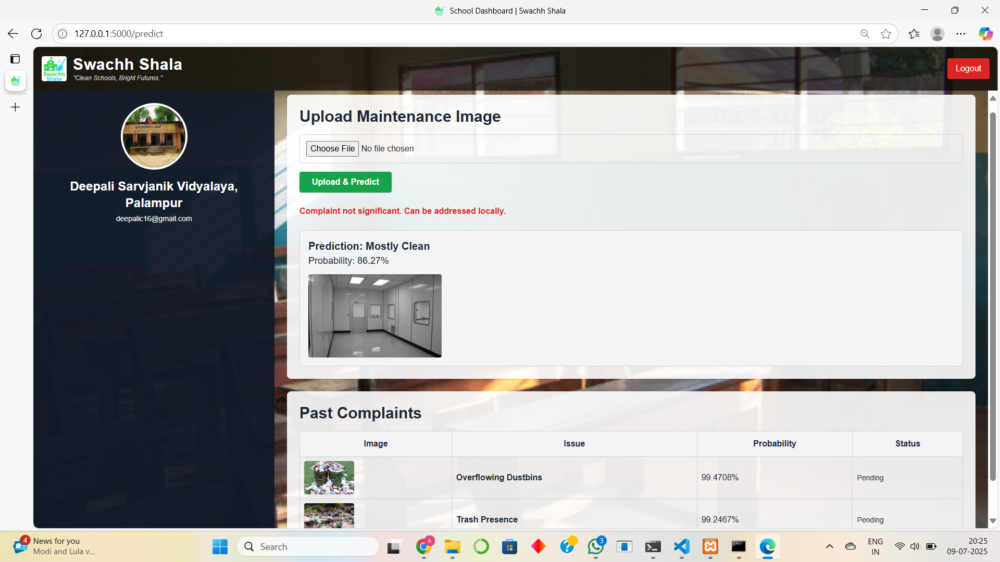 School Dashboard | Swachh Shala
127.0.0.1:5000/predict
Swachh Shala
Swachh Shala
"Clean Schools, Bright Futures."
Logout
Deepali Sarvjanik Vidyalaya,
Palampur
deepalic16@gmail.com
Upload Maintenance Image
Choose File No file chosen
Upload & Predict
Complaint not significant. Can be addressed locally.
Prediction: Mostly Clean
Probability: 86.27%
Past Complaints
Image Issue Probability Status
Overflowing Dustbins 99.4708% Pending
Trash Presence 99.2467% Pending
4
News for you
Modi and Lula v...
Search
A
3
ENG
IN
20:25
09-07-2025